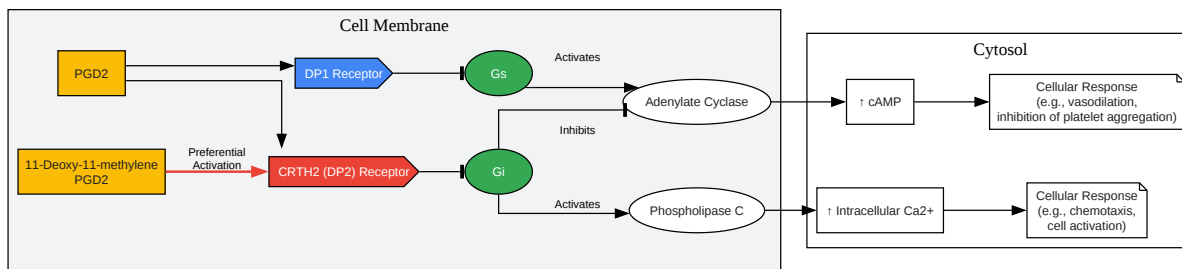 Cell Membrane
Cytosol
PGD2
DP1 Receptor
Gs
Activates
Adenylate Cyclase
Inhibits
↑ cAMP
Cellular Response
(e.g., vasodilation,
inhibition of platelet aggregation)
11-Deoxy-11-methylene
PGD2
Preferential
Activation
CRTH2 (DP2) Receptor
Gi
Activates
Phospholipase C
↑ Intracellular Ca2+
Cellular Response
(e.g., chemotaxis,
cell activation)